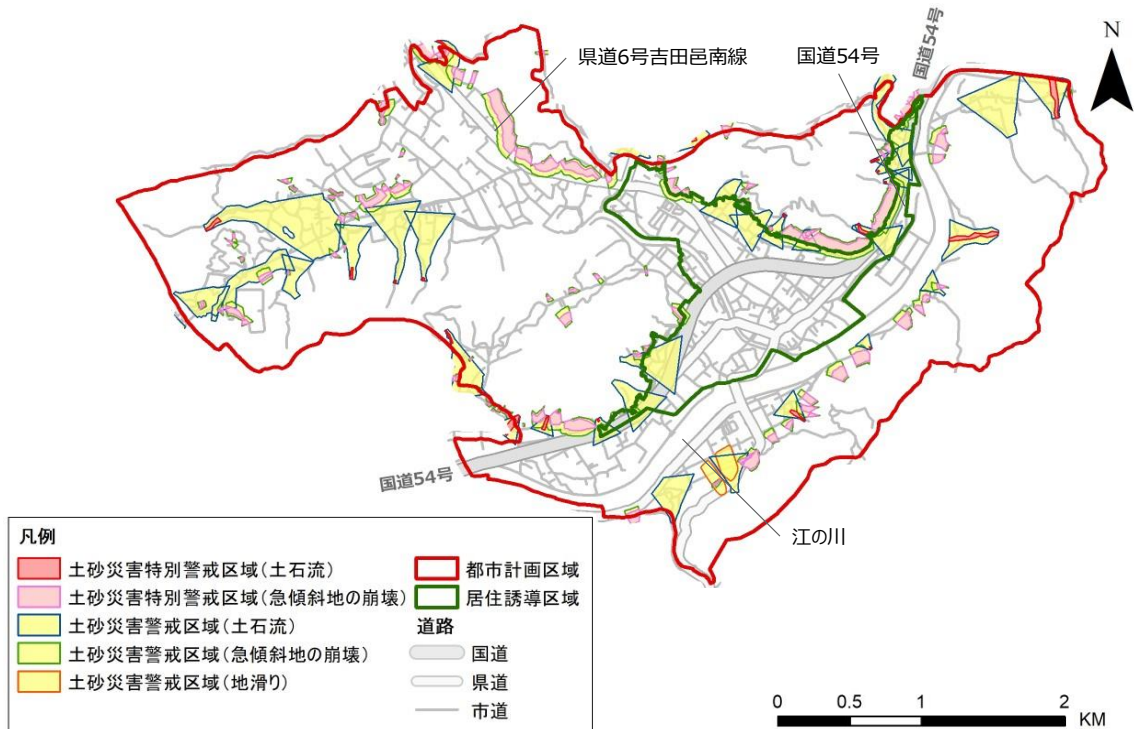 県道6号吉田邑南線
国道54号
国道54号
N
国道54号
江の川
凡例
土砂災害特別警戒区域(土石流)
土砂災害特別警戒区域(急傾斜地の崩壊)
土砂災害警戒区域(土石流)
土砂災害警戒区域(急傾斜地の崩壊)
土砂災害警戒区域(地滑り)
都市計画区域
居住誘導区域
道路
国道
県道
市道
0 0.5 1 2
KM